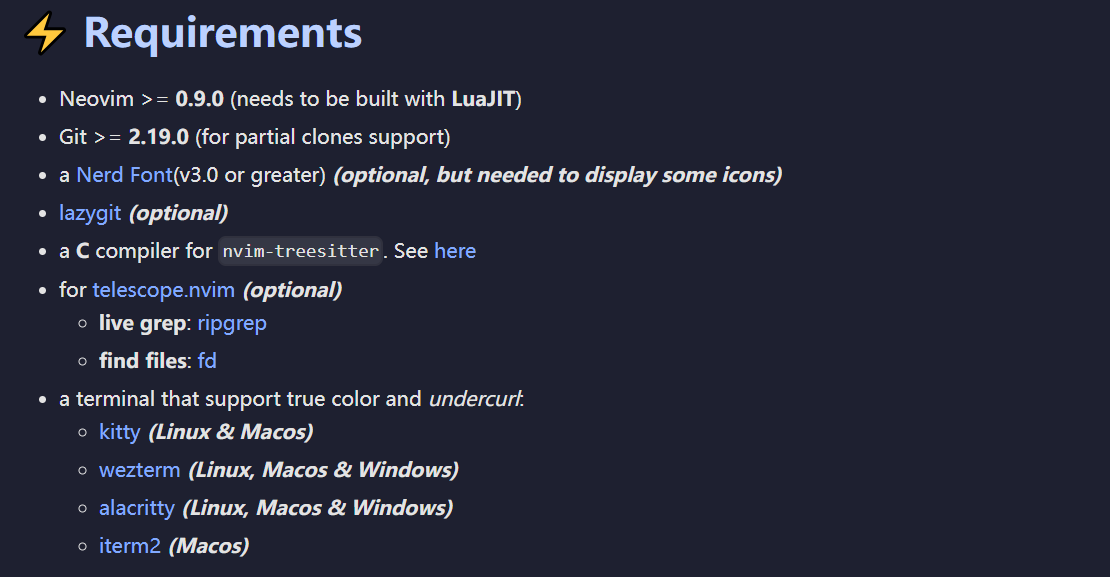 ⚡ Requirements
• Neovim >= 0.9.0 (needs to be built with LuaJIT)
• Git >= 2.19.0 (for partial clones support)
• a Nerd Font(v3.0 or greater) (optional, but needed to display some icons)
• lazygit (optional)
• a C compiler for nvim-treesitter. See here
• for telescope.nvim (optional)
◦ live grep: ripgrep
◦ find files: fd
• a terminal that support true color and undercurl:
◦ kitty (Linux & Macos)
◦ wezterm (Linux, Macos & Windows)
◦ alacritty (Linux, Macos & Windows)
◦ iterm2 (Macos)